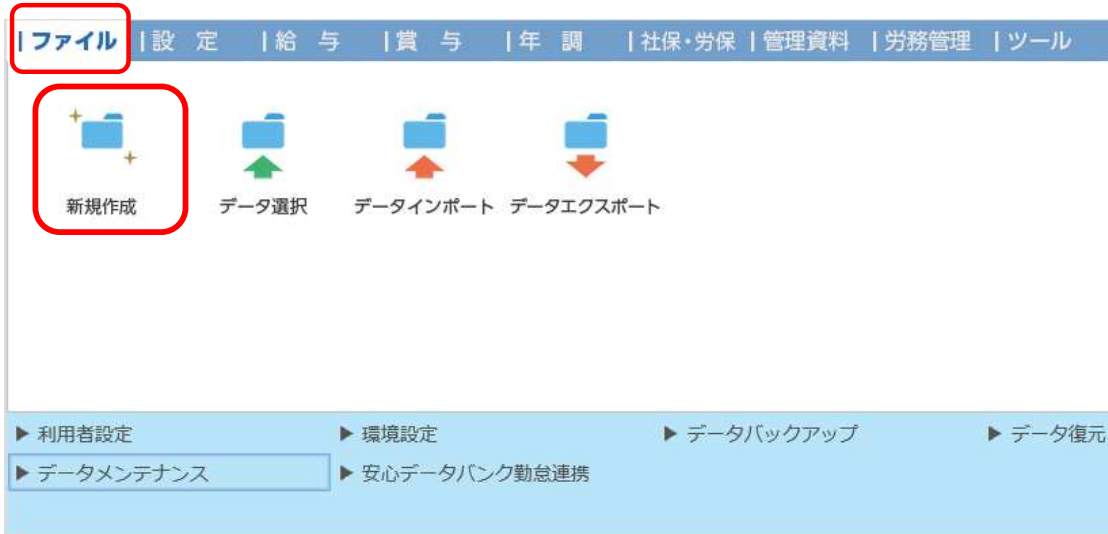 |ファイル |設 定 |給 与 |賞 与 |年 調 |社保・労保 |管理資料 |労務管理 |ツール
新規作成 データ選択 データインポート データエクスポート
▶ 利用者設定 ▶ 環境設定 ▶ データバックアップ ▶ データ復元
▶ データメンテナンス ▶ 安心データバンク勤怠連携